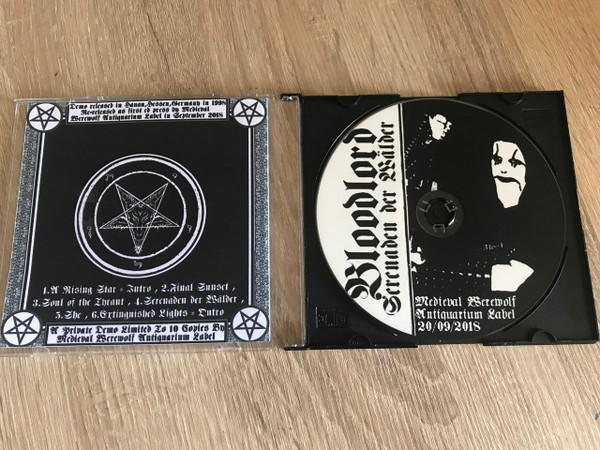 Demo released in Hanau,Hessen,Germany in 1998
Re-released as first cd press by Medieval
Werewolf Antiquarium Label in September 2018
1.A Rising Star = Intro , 2.Final Sunset ,
3.Soul of the Tyrant , 4.Serenaden der Wälder ,
5.She , 6.Extinguished Lights = Outro
A Private Demo Limited To 10 Copies By
Medieval Werewolf Antiquarium Label
Bloodlord
Serenaden der Wälder
Medieval Werewolf
Antiquarium Label
20/09/2018